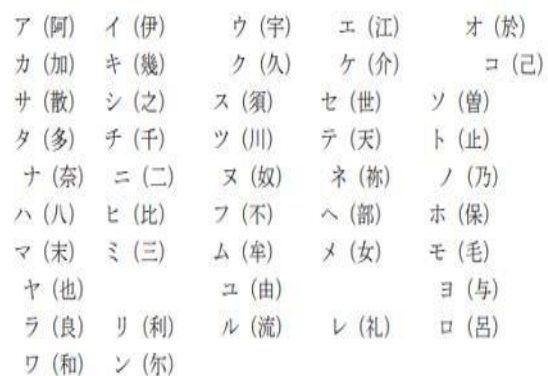 ア（阿） イ（伊） ウ（宇） エ（江） オ（於）
カ（加） キ（幾） ク（久） ケ（介） コ（己）
サ（散） シ（之） ス（須） セ（世） ソ（曽）
タ（多） チ（千） ツ（川） テ（天） ト（止）
ナ（奈） ニ（二） ヌ（奴） ネ（祢） ノ（乃）
ハ（八） ヒ（比） フ（不） ヘ（部） ホ（保）
マ（末） ミ（三） ム（牟） メ（女） モ（毛）
ヤ（也） ユ（由） ヨ（与）
ラ（良） リ（利） ル（流） レ（礼） ロ（呂）
ワ（和） ン（尓）